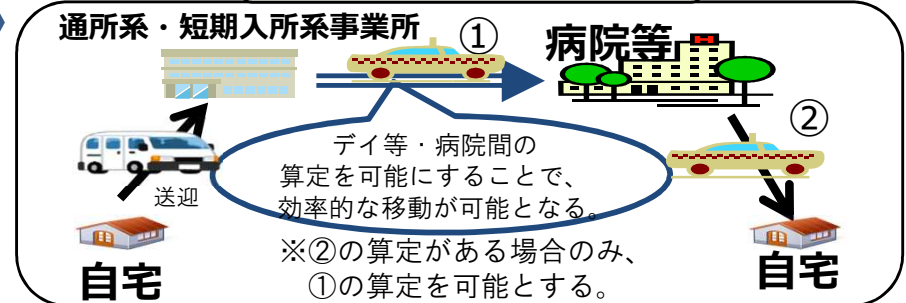 通所系・短期入所系事業所
①
病院等
②
デイ等・病院間の
算定を可能にすることで、
効率的な移動が可能となる。
送迎
※②の算定がある場合のみ、
①の算定を可能とする。
自宅
自宅